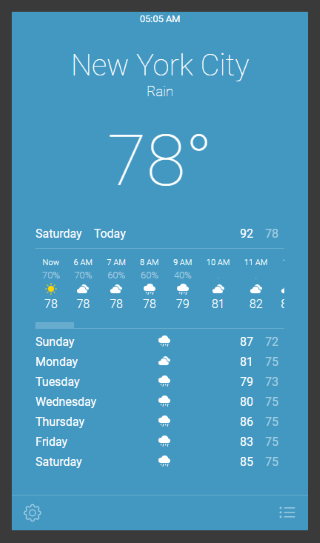 05:05 AM
New York City
Rain
78°
Saturday Today 92 78
Now 6 AM 7 AM 8 AM 9 AM 10 AM 11 AM
70% 70% 60% 60% 40%
78 78 78 78 79 81 82
Sunday 87 72
Monday 81 75
Tuesday 79 73
Wednesday 80 75
Thursday 86 75
Friday 83 75
Saturday 85 75